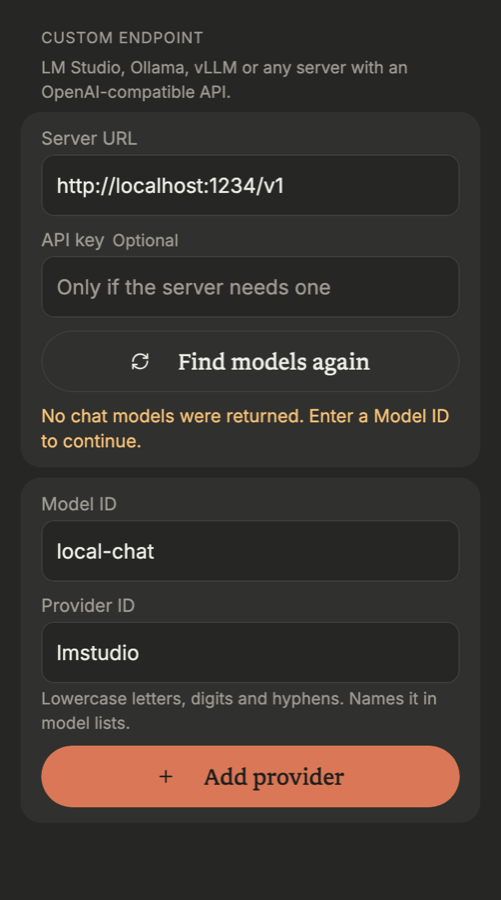 CUSTOM ENDPOINT
LM Studio, Ollama, vLLM or any server with an
OpenAI-compatible API.
Server URL
http://localhost:1234/v1
API key Optional
Only if the server needs one
Find models again
No chat models were returned. Enter a Model ID
to continue.
Model ID
local-chat
Provider ID
lmstudio
Lowercase letters, digits and hyphens. Names it in
model lists.
+ Add provider